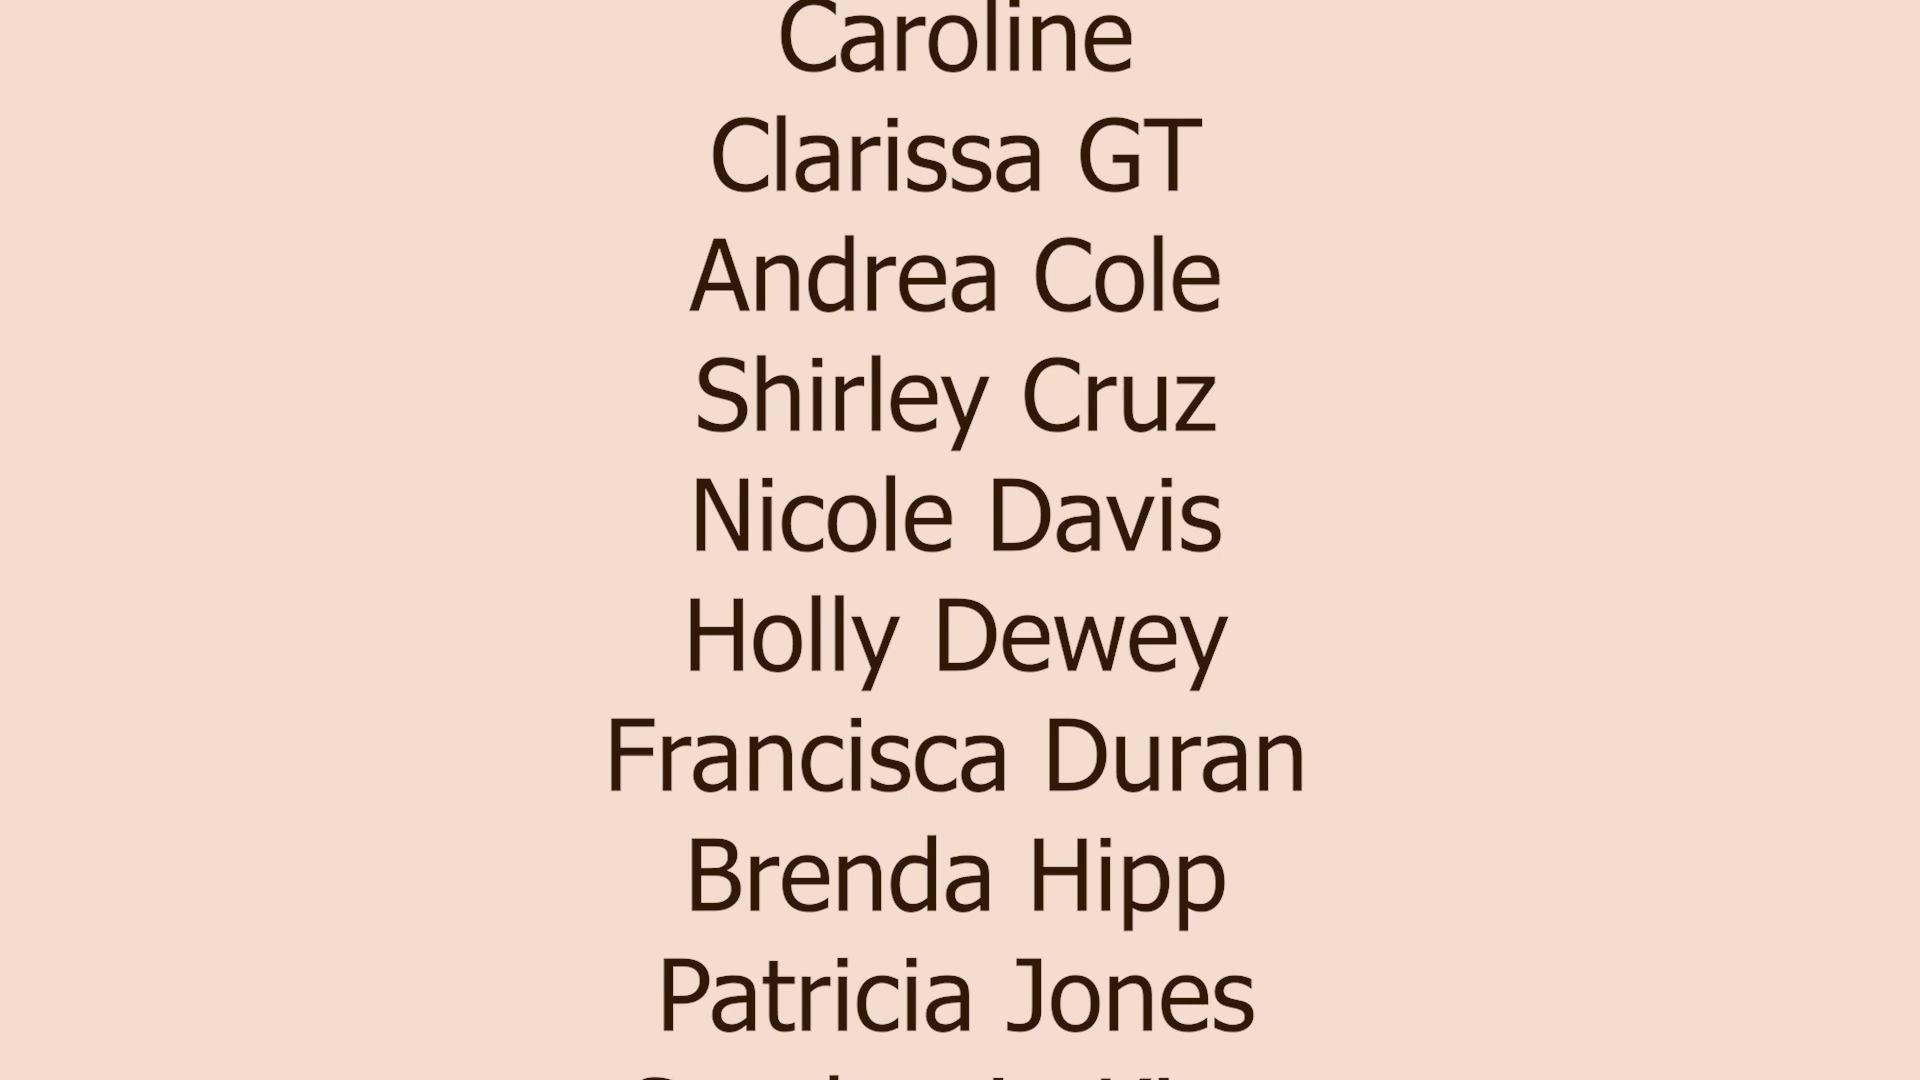 Caroline
Clarissa GT
Andrea Cole
Shirley Cruz
Nicole Davis
Holly Dewey
Francisca Duran
Brenda Hipp
Patricia Jones